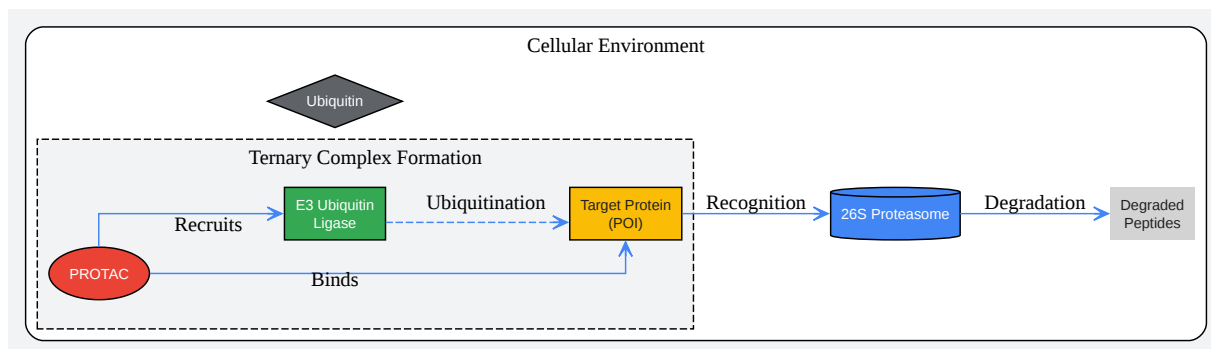 Cellular Environment
Ubiquitin
Ternary Complex Formation
E3 Ubiquitin
Ligase
Ubiquitination
Target Protein
(POI)
Recognition
26S Proteasome
Degradation
Degraded
Peptides
Recruits
PROTAC
Binds